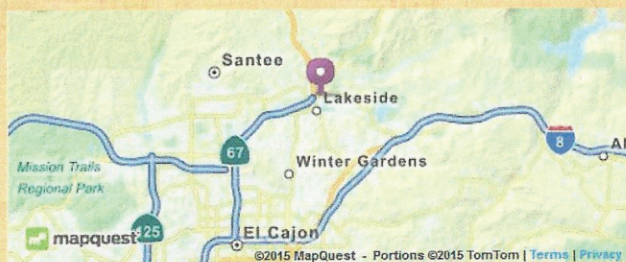 Santee
Lakeside
67
8
Mission Trails
Regional Park
Winter Gardens
mapquest
El Cajon
©2015 MapQuest - Portions ©2015 TomTom | Terms | Privacy